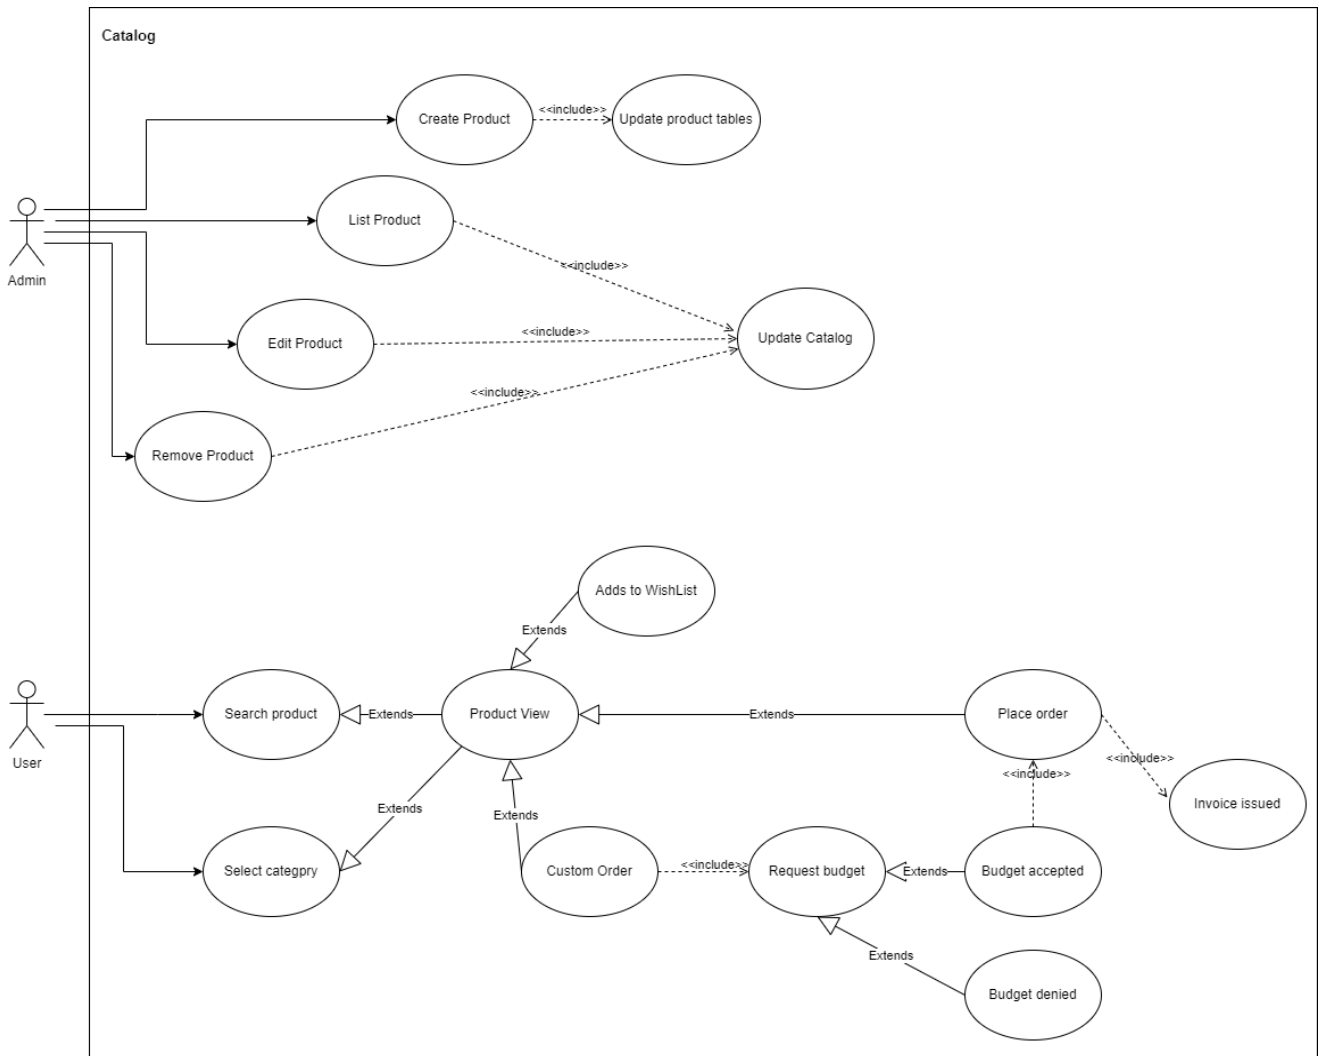 Catalog
Create Product
<<include>>
Update product tables
List Product
<<include>>
Admin
Edit Product
<<include>>
Update Catalog
<<include>>
Remove Product
Adds to WishList
Extends
Search product
Extends
Product View
Extends
Place order
User
<<include>>
<<include>>
Invoice issued
Extends
Extends
Select categpry
Custom Order
<<include>>
Request budget
Extends
Budget accepted
Extends
Budget denied